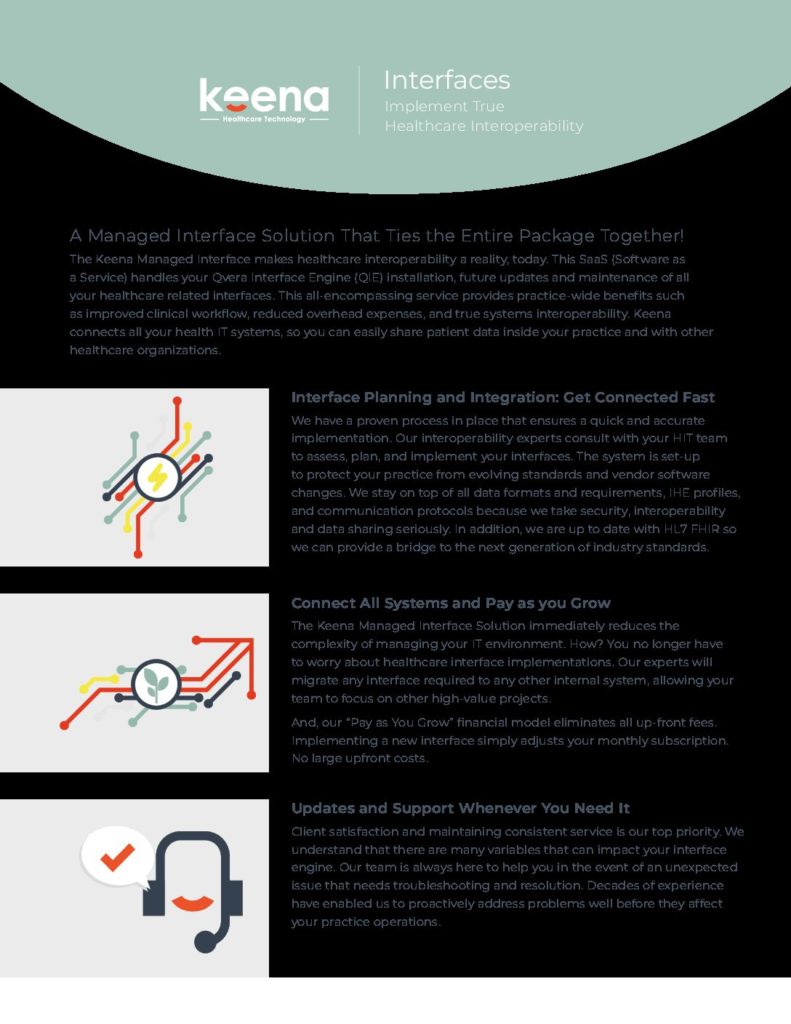 keena
Healthcare Technology
Interfaces
Implement True
Healthcare Interoperability
A Managed Interface Solution That Ties the Entire Package Together!
The Keena Managed Interface makes healthcare interoperability a reality, today. This SaaS (Software as
a Service) handles your Qvera Interface Engine (QIE) installation, future updates and maintenance of all
your healthcare related interfaces. This all-encompassing service provides practice-wide benefits such
as improved clinical workflow, reduced overhead expenses, and true systems interoperability. Keena
connects all your health IT systems, so you can easily share patient data inside your practice and with other
healthcare organizations.
Interface Planning and Integration: Get Connected Fast
We have a proven process in place that ensures a quick and accurate
implementation. Our interoperability experts consult with your HIT team
to assess, plan, and implement your interfaces. The system is set-up
to protect your practice from evolving standards and vendor software
changes. We stay on top of all data formats and requirements, IHE profiles,
and communication protocols because we take security, interoperability
and data sharing seriously. In addition, we are up to date with HL7 FHIR so
we can provide a bridge to the next generation of industry standards.
Connect All Systems and Pay as you Grow
The Keena Managed Interface Solution immediately reduces the
complexity of managing your IT environment. How? You no longer have
to worry about healthcare interface implementations. Our experts will
migrate any interface required to any other internal system, allowing your
team to focus on other high-value projects.
And, our “Pay as You Grow” financial model eliminates all up-front fees.
Implementing a new interface simply adjusts your monthly subscription.
No large upfront costs.
Updates and Support Whenever You Need It
Client satisfaction and maintaining consistent service is our top priority. We
understand that there are many variables that can impact your interface
engine. Our team is always here to help you in the event of an unexpected
issue that needs troubleshooting and resolution. Decades of experience
have enabled us to proactively address problems well before they affect
your practice operations.